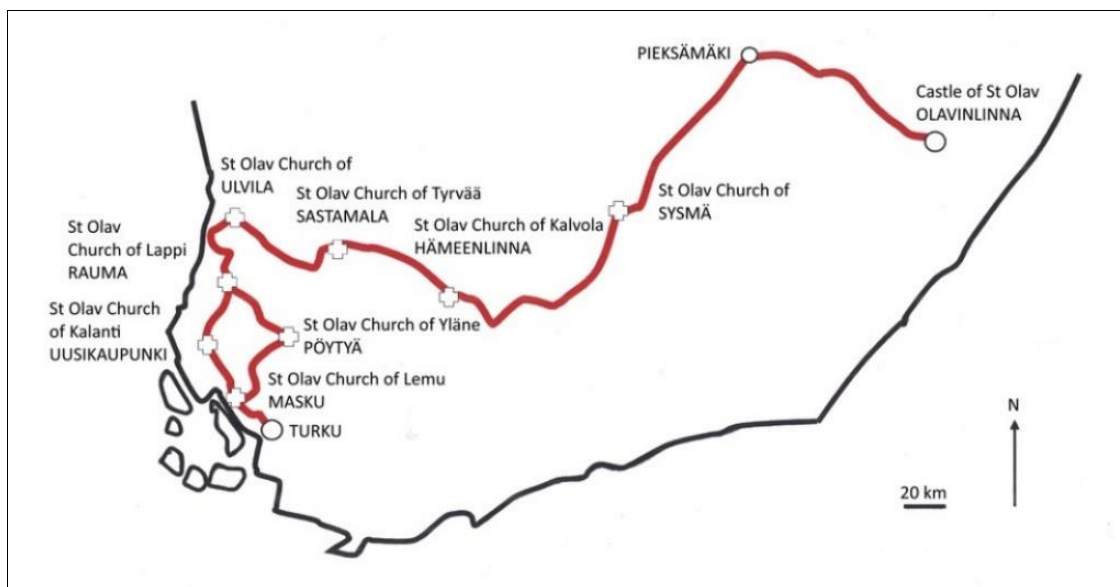 PIEKSÄMÄKI
Castle of St Olav
OLAVINLINNA
St Olav Church of
ULVILA
St Olav Church of Tyrvää
SASTAMALA
St Olav Church of
SYSMÄ
St Olav
Church of Lappi
RAUMA
St Olav Church of Kalvola
HÄMEENLINNA
St Olav Church
of Kalanti
UUSIKAUPUNKI
St Olav Church of Yläne
PÖYTYÄ
St Olav Church of Lemu
MASKU
TURKU
N
20 km